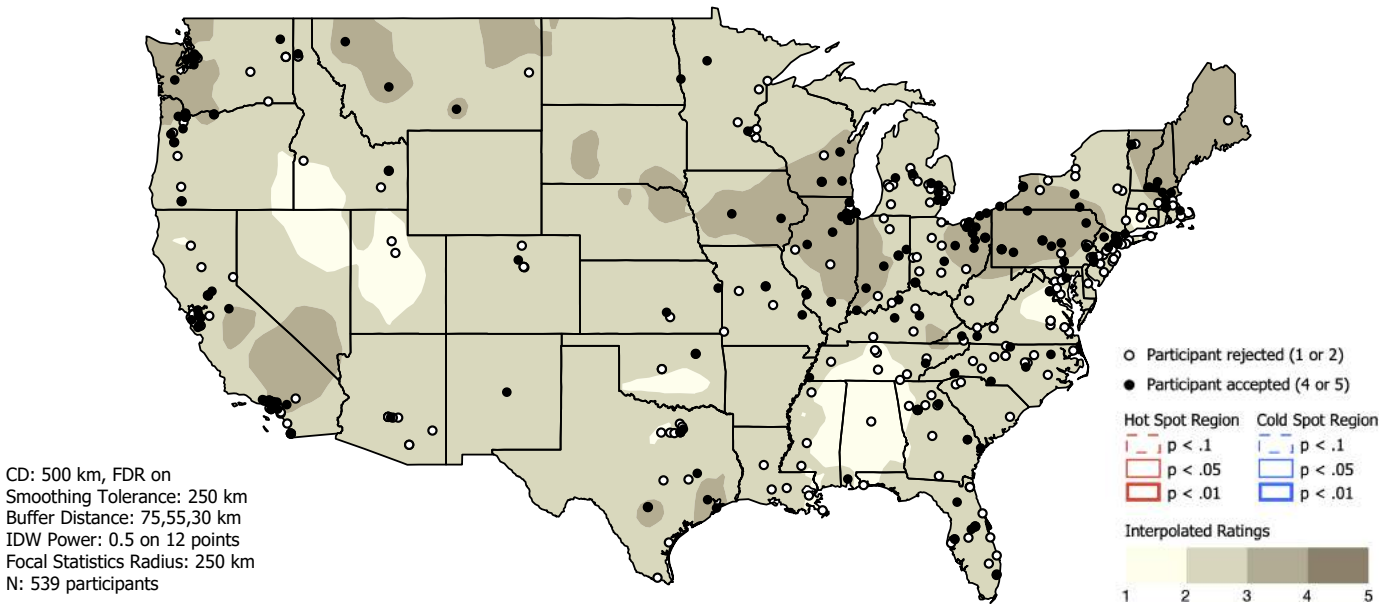 Participant rejected (1 or 2)
Participant accepted (4 or 5)
Hot Spot Region Cold Spot Region
p < .1 p < .1
p < .05 p < .05
p < .01 p < .01
Interpolated Ratings
1 2 3 4 5
CD: 500 km, FDR on
Smoothing Tolerance: 250 km
Buffer Distance: 75,55,30 km
IDW Power: 0.5 on 12 points
Focal Statistics Radius: 250 km
N: 539 participants